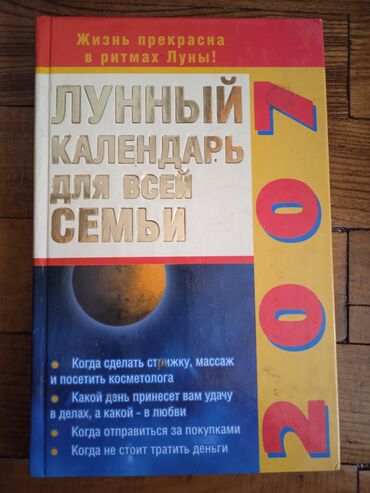 Жизнь прекрасна
в ритмах Луны!
ЛУННЫЙ
КАЛЕНДАРЬ
ДЛЯ ВСЕЙ
СЕМЬИ
2007
• Когда сделать стрижку, массаж
и посетить косметолога
• Какой день принесет вам удачу
в делах, а какой - в любви
• Когда отправиться за покупками
• Когда не стоит тратить деньги